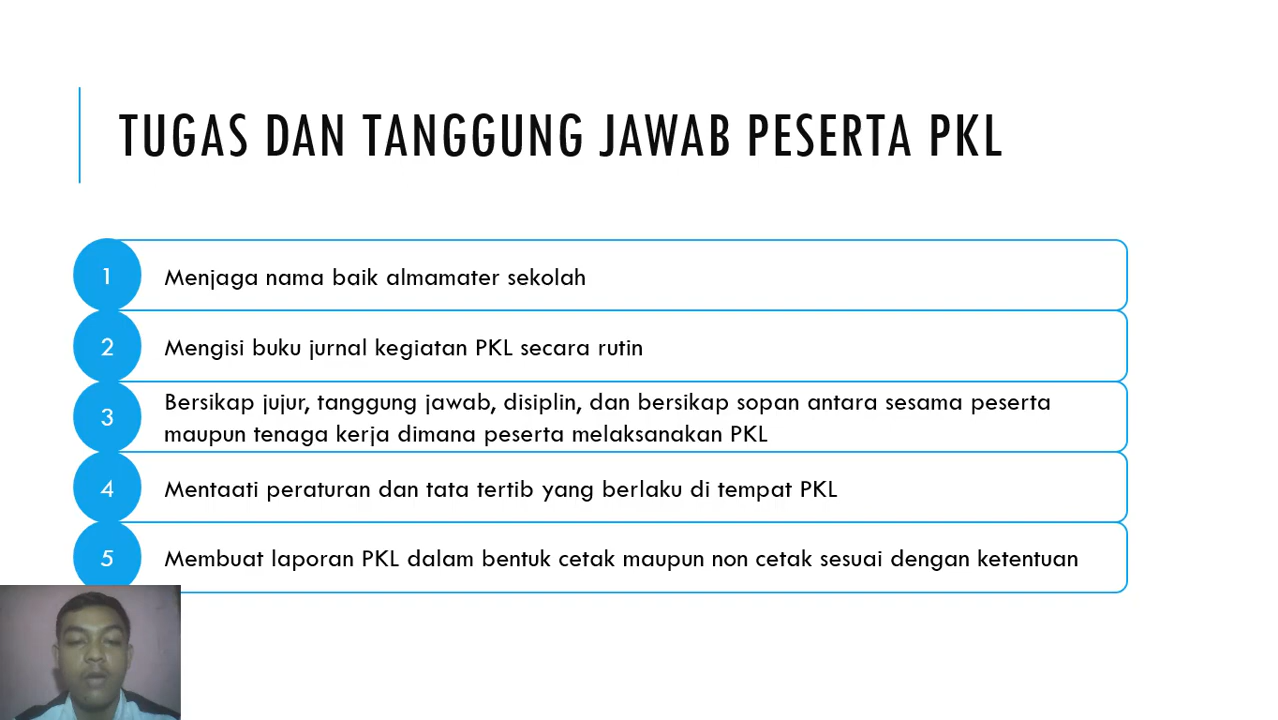 TUGAS DAN TANGGUNG JAWAB PESERTA PKL
1 Menjaga nama baik almamater sekolah
2 Mengisi buku jurnal kegiatan PKL secara rutin
3 Bersikap jujur, tanggung jawab, disiplin, dan bersikap sopan antara sesama peserta
maupun tenaga kerja dimana peserta melaksanakan PKL
4 Mentaati peraturan dan tata tertib yang berlaku di tempat PKL
5 Membuat laporan PKL dalam bentuk cetak maupun non cetak sesuai dengan ketentuan